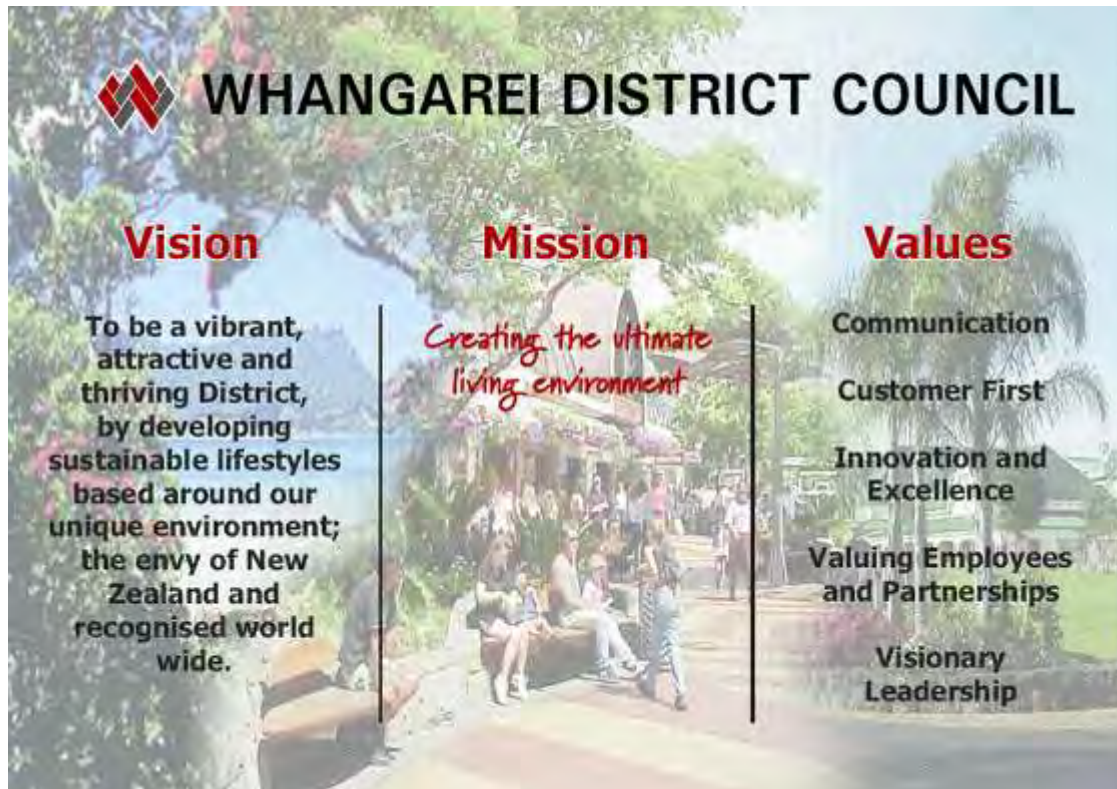 WHANGAREI DISTRICT COUNCIL
Vision
To be a vibrant,
attractive and
thriving District,
by developing
sustainable lifestyles
based around our
unique environment;
the envy of New
Zealand and
recognised world
wide.
Mission
Creating the ultimate
living environment
Values
Communication
Customer First
Innovation and
Excellence
Valuing Employees
and Partnerships
Visionary
Leadership